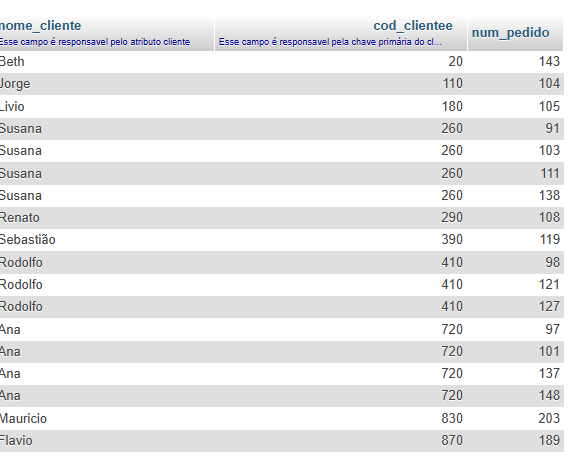 nome_cliente cod_clientee num_pedido
Esse campo é responsavel pelo atributo cliente Esse campo é responsavel pela chave primária do cl...
Beth 20 143
Jorge 110 104
Livio 180 105
Susana 260 91
Susana 260 103
Susana 260 111
Susana 260 138
Renato 290 108
Sebastião 390 119
Rodolfo 410 98
Rodolfo 410 121
Rodolfo 410 127
Ana 720 97
Ana 720 101
Ana 720 137
Ana 720 148
Mauricio 830 203
Flavio 870 189